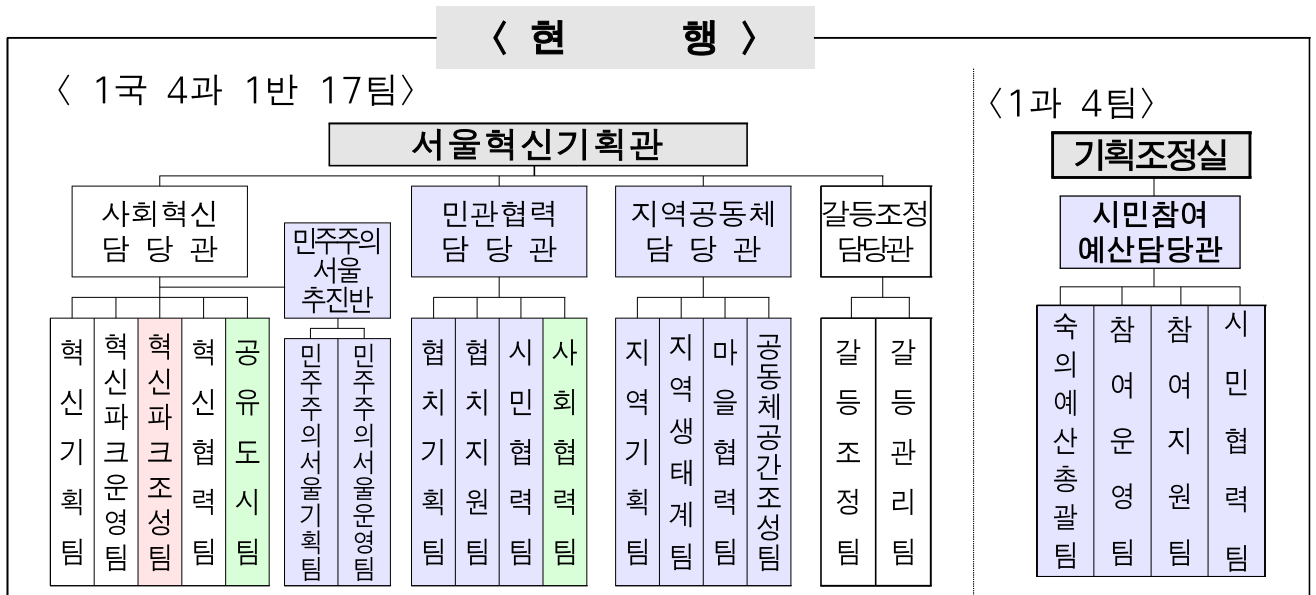 〈 현 행 〉
〈 1국 4과 1반 17팀〉
서울혁신기획관
사회혁신
담 당 관
민주주의
서울
추진반
민관협력
담 당 관
지역공동체
담 당 관
갈등조정
담당관
혁신기획팀
혁신파크운영팀
혁신파크조성팀
혁신협력팀
공유도시팀
민주주의서울기획팀
민주주의서울운영팀
협치기획팀
협치지원팀
시민협력팀
사회협력팀
지역기획팀
지역생태계팀
마을협력팀
공동체공간조성팀
갈등조정팀
갈등관리팀
〈1과 4팀〉
기획조정실
시민참여
예산담당관
숙의예산총괄팀
참여운영팀
참여지원팀
시민협력팀